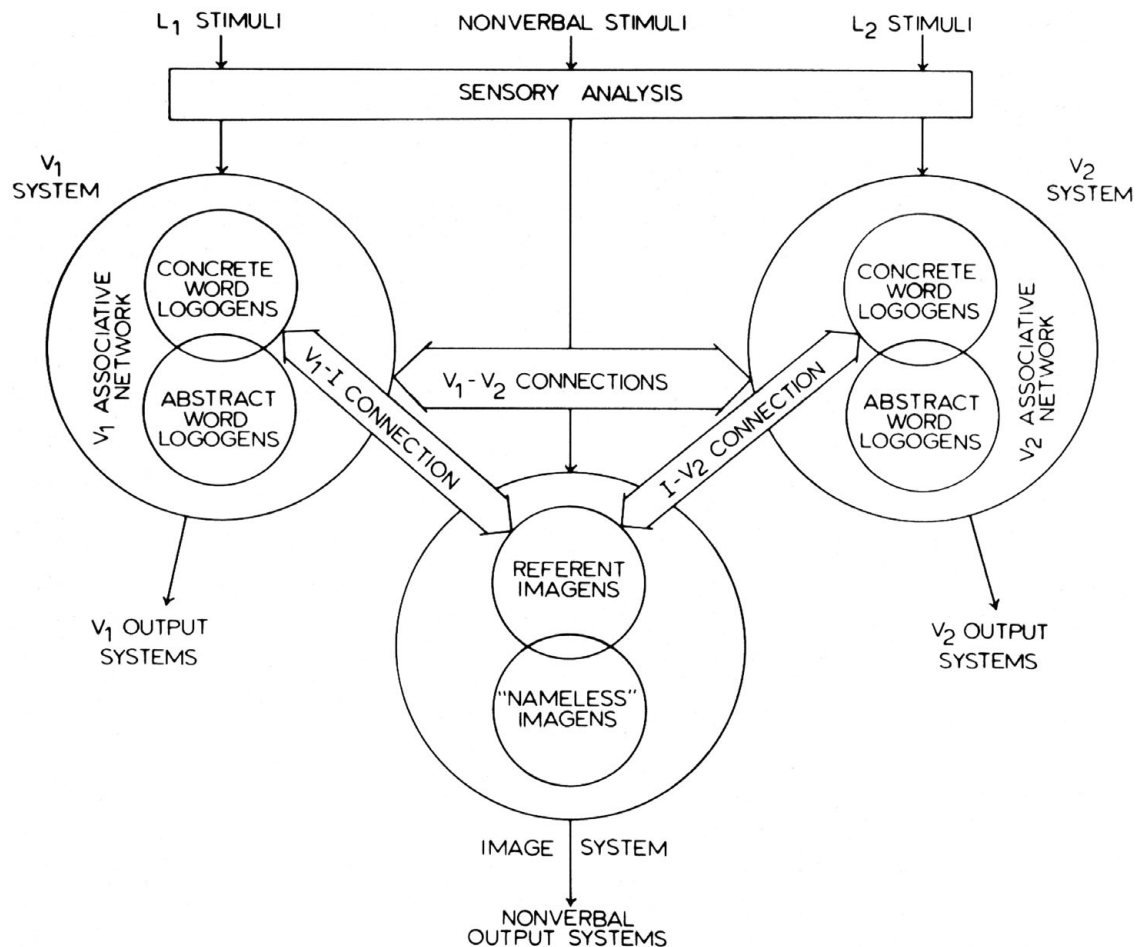 L1 STIMULI
NONVERBAL STIMULI
L2 STIMULI
SENSORY ANALYSIS
V1
SYSTEM
V2
SYSTEM
V1 ASSOCIATIVE
NETWORK
CONCRETE
WORD
LOGOGENS
ABSTRACT
WORD
LOGOGENS
V1-I CONNECTION
V1-V2 CONNECTIONS
I-V2 CONNECTION
CONCRETE
WORD
LOGOGENS
ABSTRACT
WORD
LOGOGENS
V2 ASSOCIATIVE
NETWORK
REFERENT
IMAGENS
"NAMELESS"
IMAGENS
V1 OUTPUT
SYSTEMS
V2 OUTPUT
SYSTEMS
IMAGE SYSTEM
NONVERBAL
OUTPUT SYSTEMS